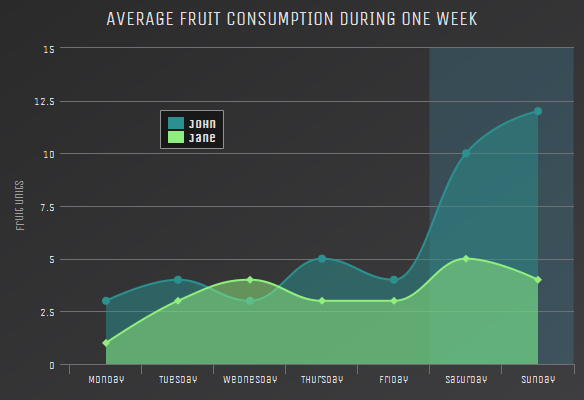 AVERAGE FRUIT CONSUMPTION DURING ONE WEEK
15
12.5
10
7.5
5
2.5
0
Fruit units
John
Jane
Monday Tuesday Wednesday Thursday Friday Saturday Sunday